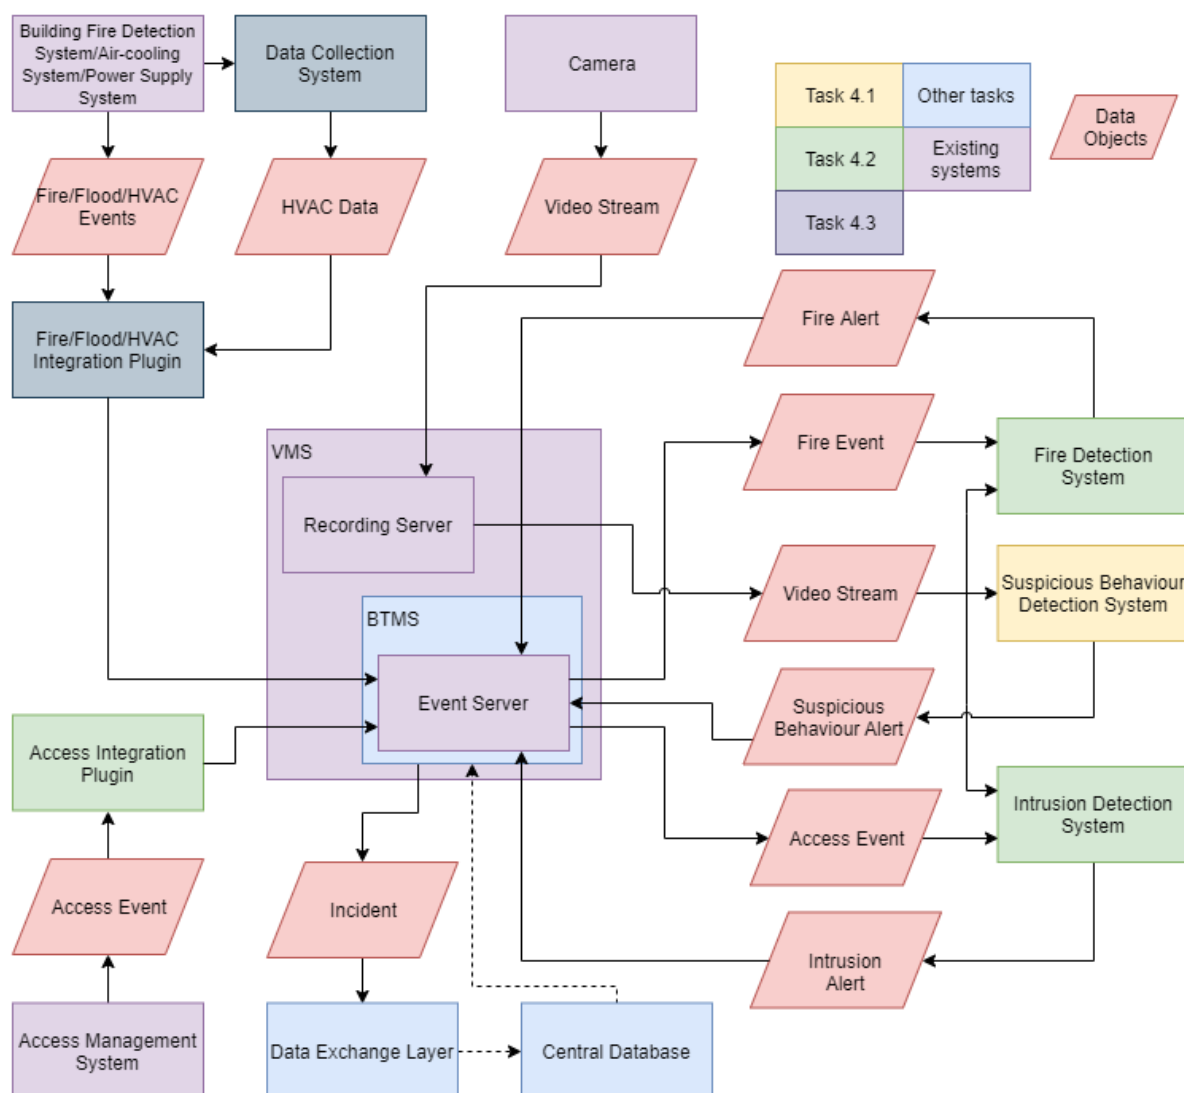 Building Fire Detection
System/Air-cooling
System/Power Supply
System
Data Collection
System
Camera
Task 4.1
Other tasks
Task 4.2
Existing
systems
Task 4.3
Data
Objects
Fire/Flood/HVAC
Events
HVAC Data
Video Stream
Fire/Flood/HVAC
Integration Plugin
Fire Alert
VMS
Fire Event
Fire Detection
System
Recording Server
Video Stream
Suspicious Behaviour
Detection System
BTMS
Event Server
Suspicious
Behaviour Alert
Access Integration
Plugin
Access Event
Intrusion Detection
System
Access Event
Incident
Intrusion
Alert
Access Management
System
Data Exchange Layer
Central Database